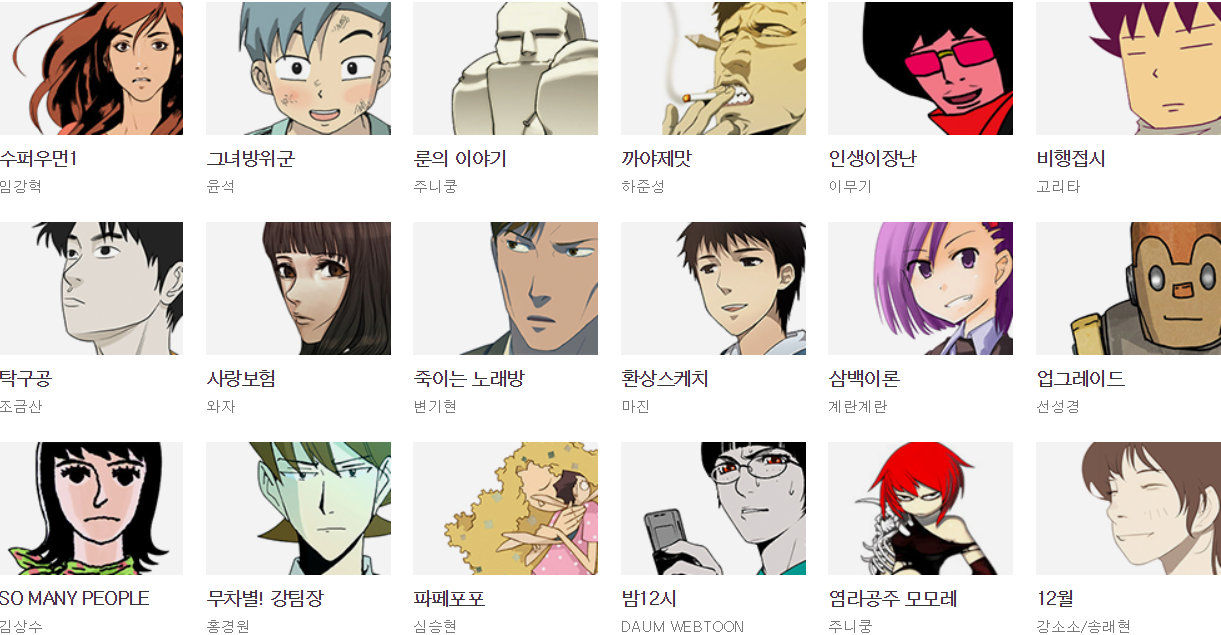 수퍼우먼1
임강혁
그녀방위군
윤석
룬의 이야기
주니쿵
까야제맛
하준성
인생이장난
이무기
비행접시
고리타
탁구공
조금산
사랑보험
와자
죽이는 노래방
변기현
환상스케치
마진
삼백이론
계란계란
업그레이드
선성경
SO MANY PEOPLE
김상수
무차별! 강팀장
홍경원
파페포포
심승현
밤12시
DAUM WEBTOON
염라공주 모모레
주니쿵
12월
강소소/송래현